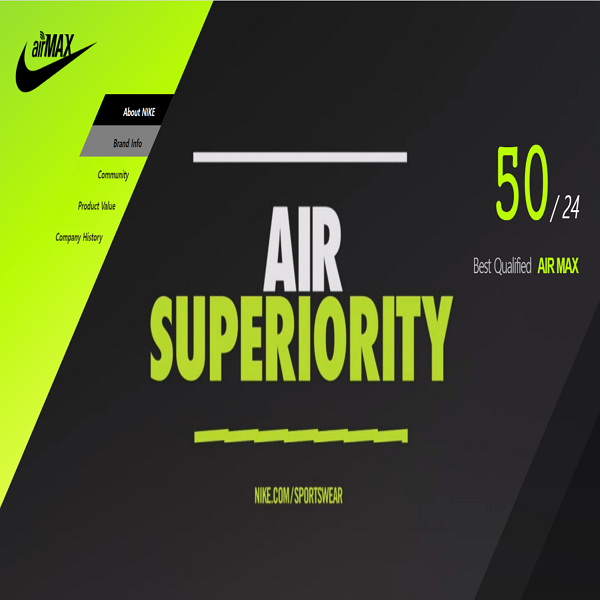 airMAX
About NIKE
Brand Info
Community
Product Value
Company History
AIR
SUPERIORITY
NIKE.COM/SPORTSWEAR
50/24
Best Qualified AIR MAX